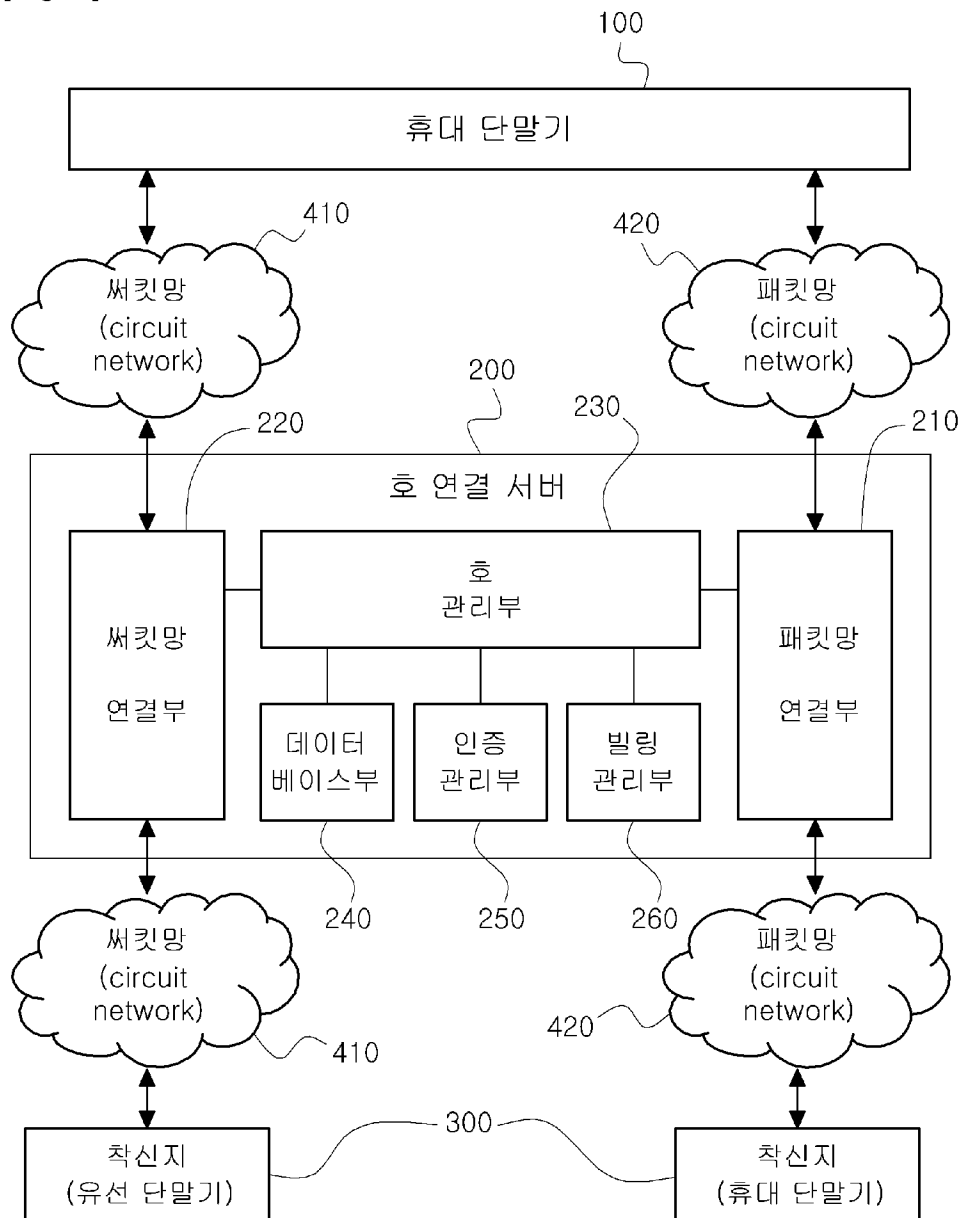 100
휴대 단말기
410
420
써킷망
(circuit
network)
패킷망
(circuit
network)
200
230
220
210
호 연결 서버
호
관리부
써킷망
연결부
패킷망
연결부
데이터
베이스부
인증
관리부
빌링
관리부
240
250
260
써킷망
(circuit
network)
패킷망
(circuit
network)
410
420
300
착신지
(유선 단말기)
착신지
(휴대 단말기)